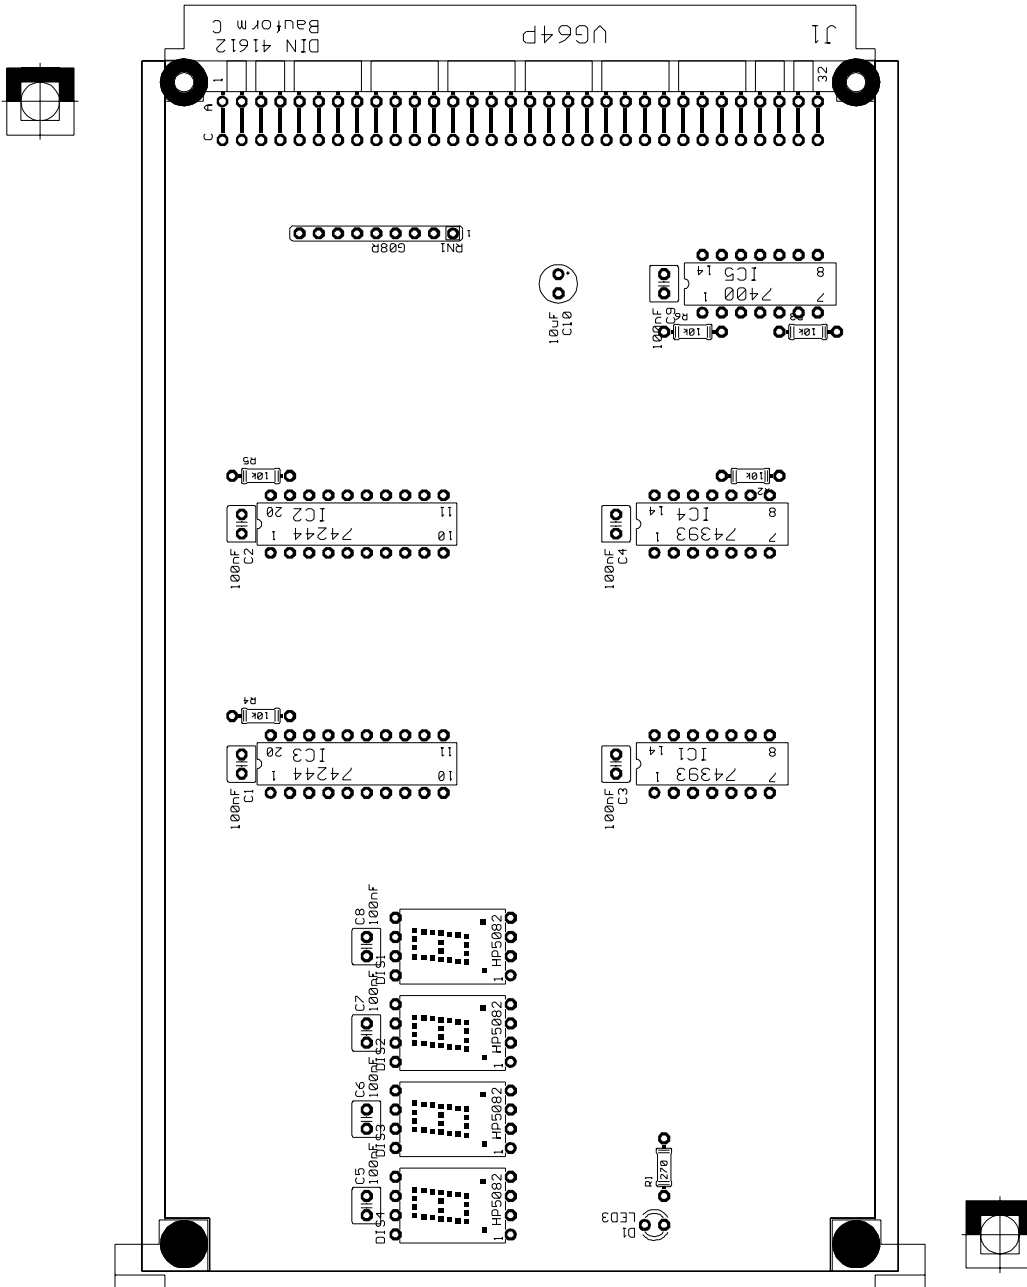 DIN 41612
Bauform C
VG64P
J1
1
32
A
C
G08R
RN1
1
10uF
C10
100nF
C9
14
IC5
8
1
7400
7
R6
10k
R3
10k
R5
10k
20
IC2
11
1
74244
10
100nF
C2
R2
10k
14
IC4
8
1
74393
7
100nF
C4
R4
10k
20
IC3
11
1
74244
10
100nF
C1
14
IC1
8
1
74393
7
100nF
C3
C8
100nF
DIS1
HP5082
1
C7
100nF
DIS2
HP5082
1
C6
100nF
DIS3
HP5082
1
C5
100nF
DIS4
HP5082
1
R1
270
D1
LED3